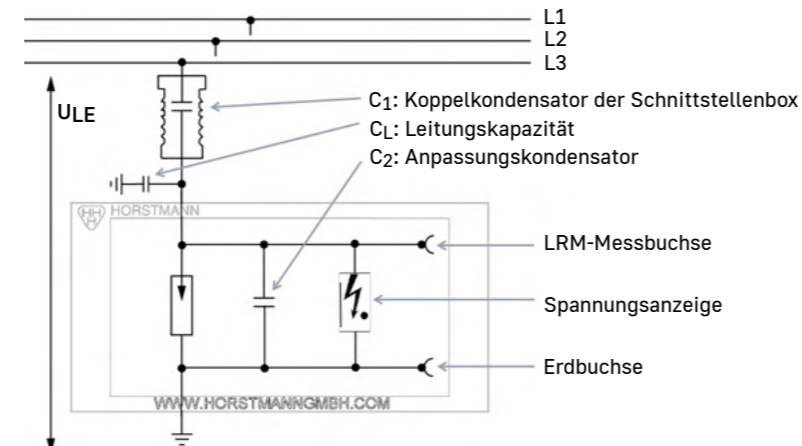 L1
L2
L3
ULE
C1: Koppelkondensator der Schnittstellenbox
CL: Leitungskapazität
C2: Anpassungskondensator
HHH HORSTMANN
LRM-Messbuchse
Spannungsanzeige
Erdbuchse
WWW.HORSTMANNGMBH.COM